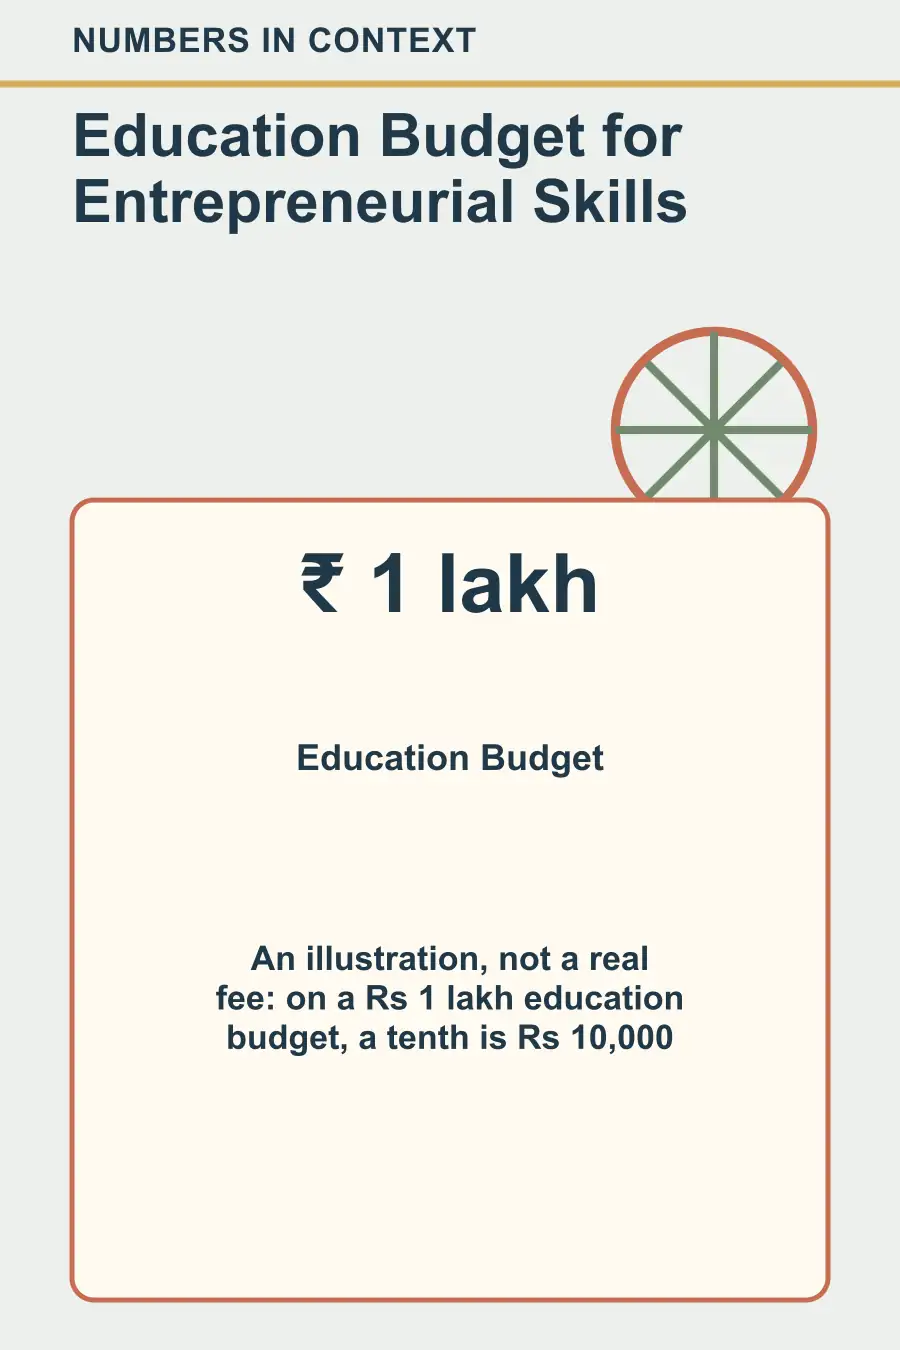 NUMBERS IN CONTEXT
Education Budget for
Entrepreneurial Skills
₹ 1 lakh
Education Budget
An illustration, not a real
fee: on a Rs 1 lakh education
budget, a tenth is Rs 10,000